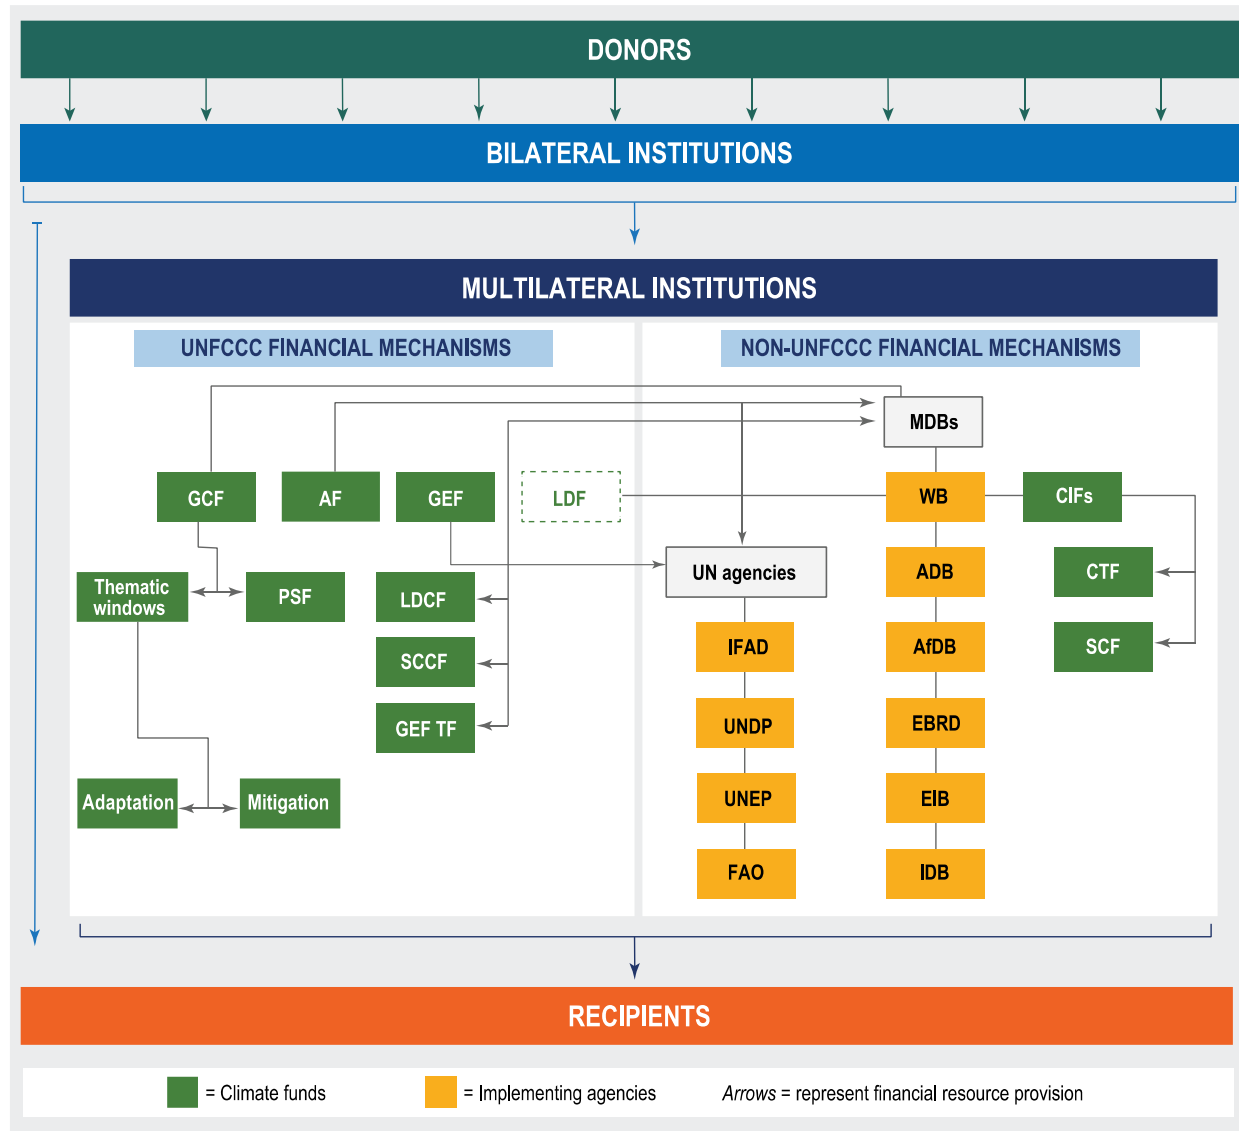 DONORS
BILATERAL INSTITUTIONS
MULTILATERAL INSTITUTIONS
UNFCCC FINANCIAL MECHANISMS
NON-UNFCCC FINANCIAL MECHANISMS
MDBs
GCF
AF
GEF
LDF
WB
CIFs
UN agencies
ADB
CTF
Thematic
windows
PSF
LDCF
IFAD
AfDB
SCF
SCCF
GEF TF
UNDP
EBRD
Adaptation
Mitigation
UNEP
EIB
FAO
IDB
RECIPIENTS
= Climate funds
= Implementing agencies
Arrows = represent financial resource provision